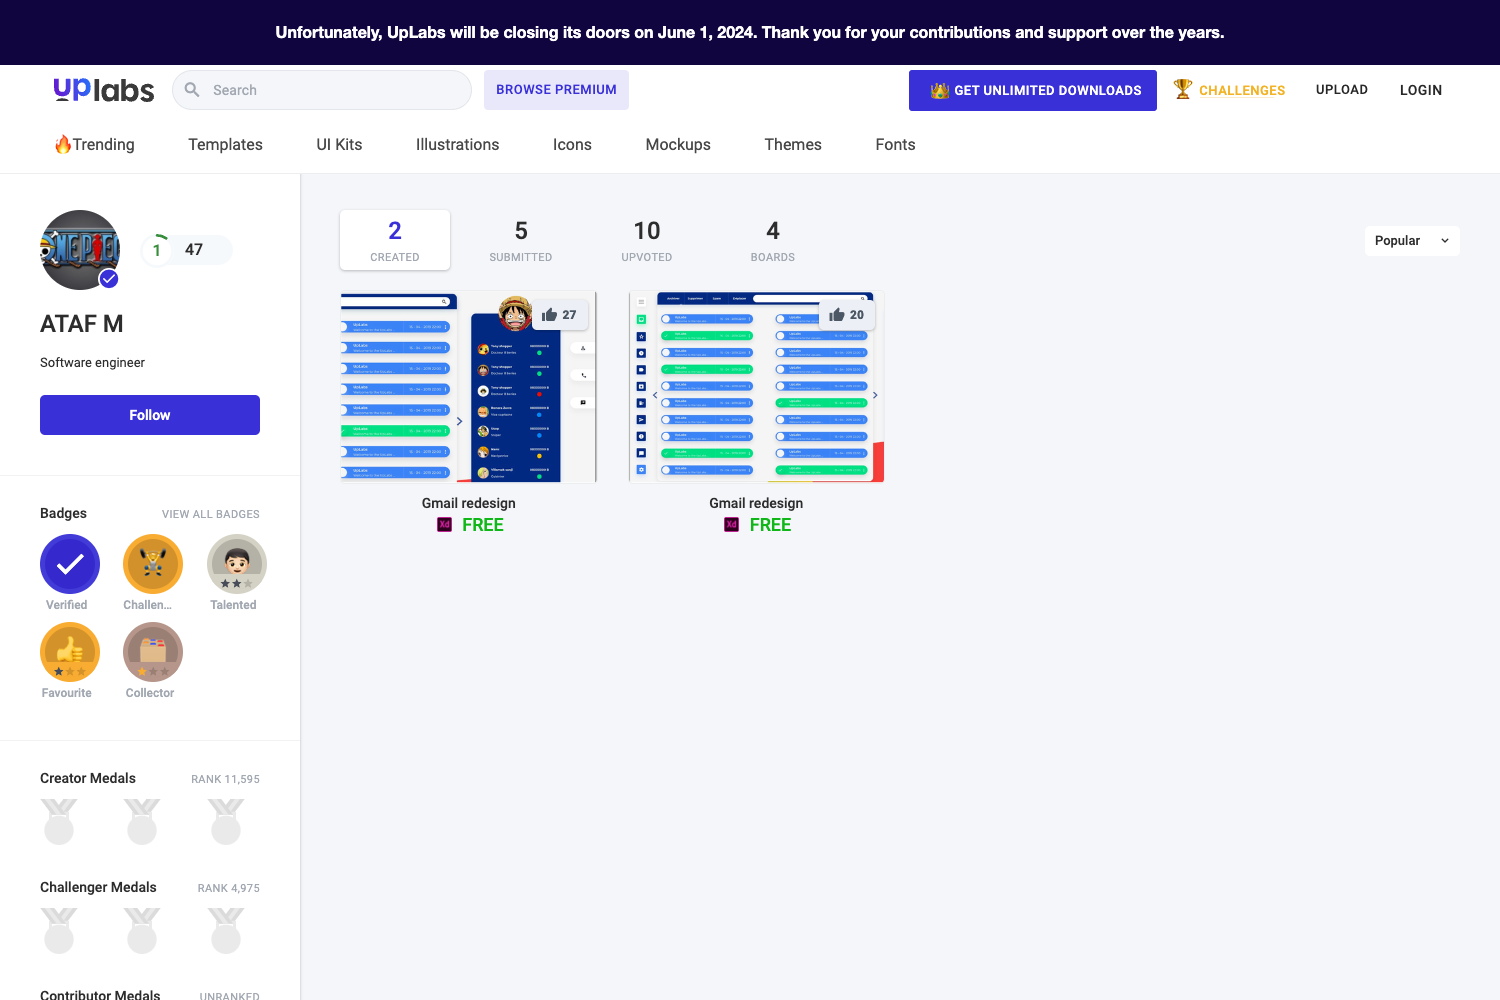 Unfortunately, UpLabs will be closing its doors on June 1, 2024. Thank you for your contributions and support over the years.
uplabs
Search
BROWSE PREMIUM
GET UNLIMITED DOWNLOADS
CHALLENGES
UPLOAD
LOGIN
Trending
Templates
UI Kits
Illustrations
Icons
Mockups
Themes
Fonts
1
47
ATAF M
Software engineer
Follow
2
CREATED
5
SUBMITTED
10
UPVOTED
4
BOARDS
Popular
27
20
Gmail redesign
Xd FREE
Gmail redesign
Xd FREE
Badges
VIEW ALL BADGES
Verified
Challen...
Talented
Favourite
Collector
Creator Medals
RANK 11,595
Challenger Medals
RANK 4,975
Contributor Medals
UNRANKED